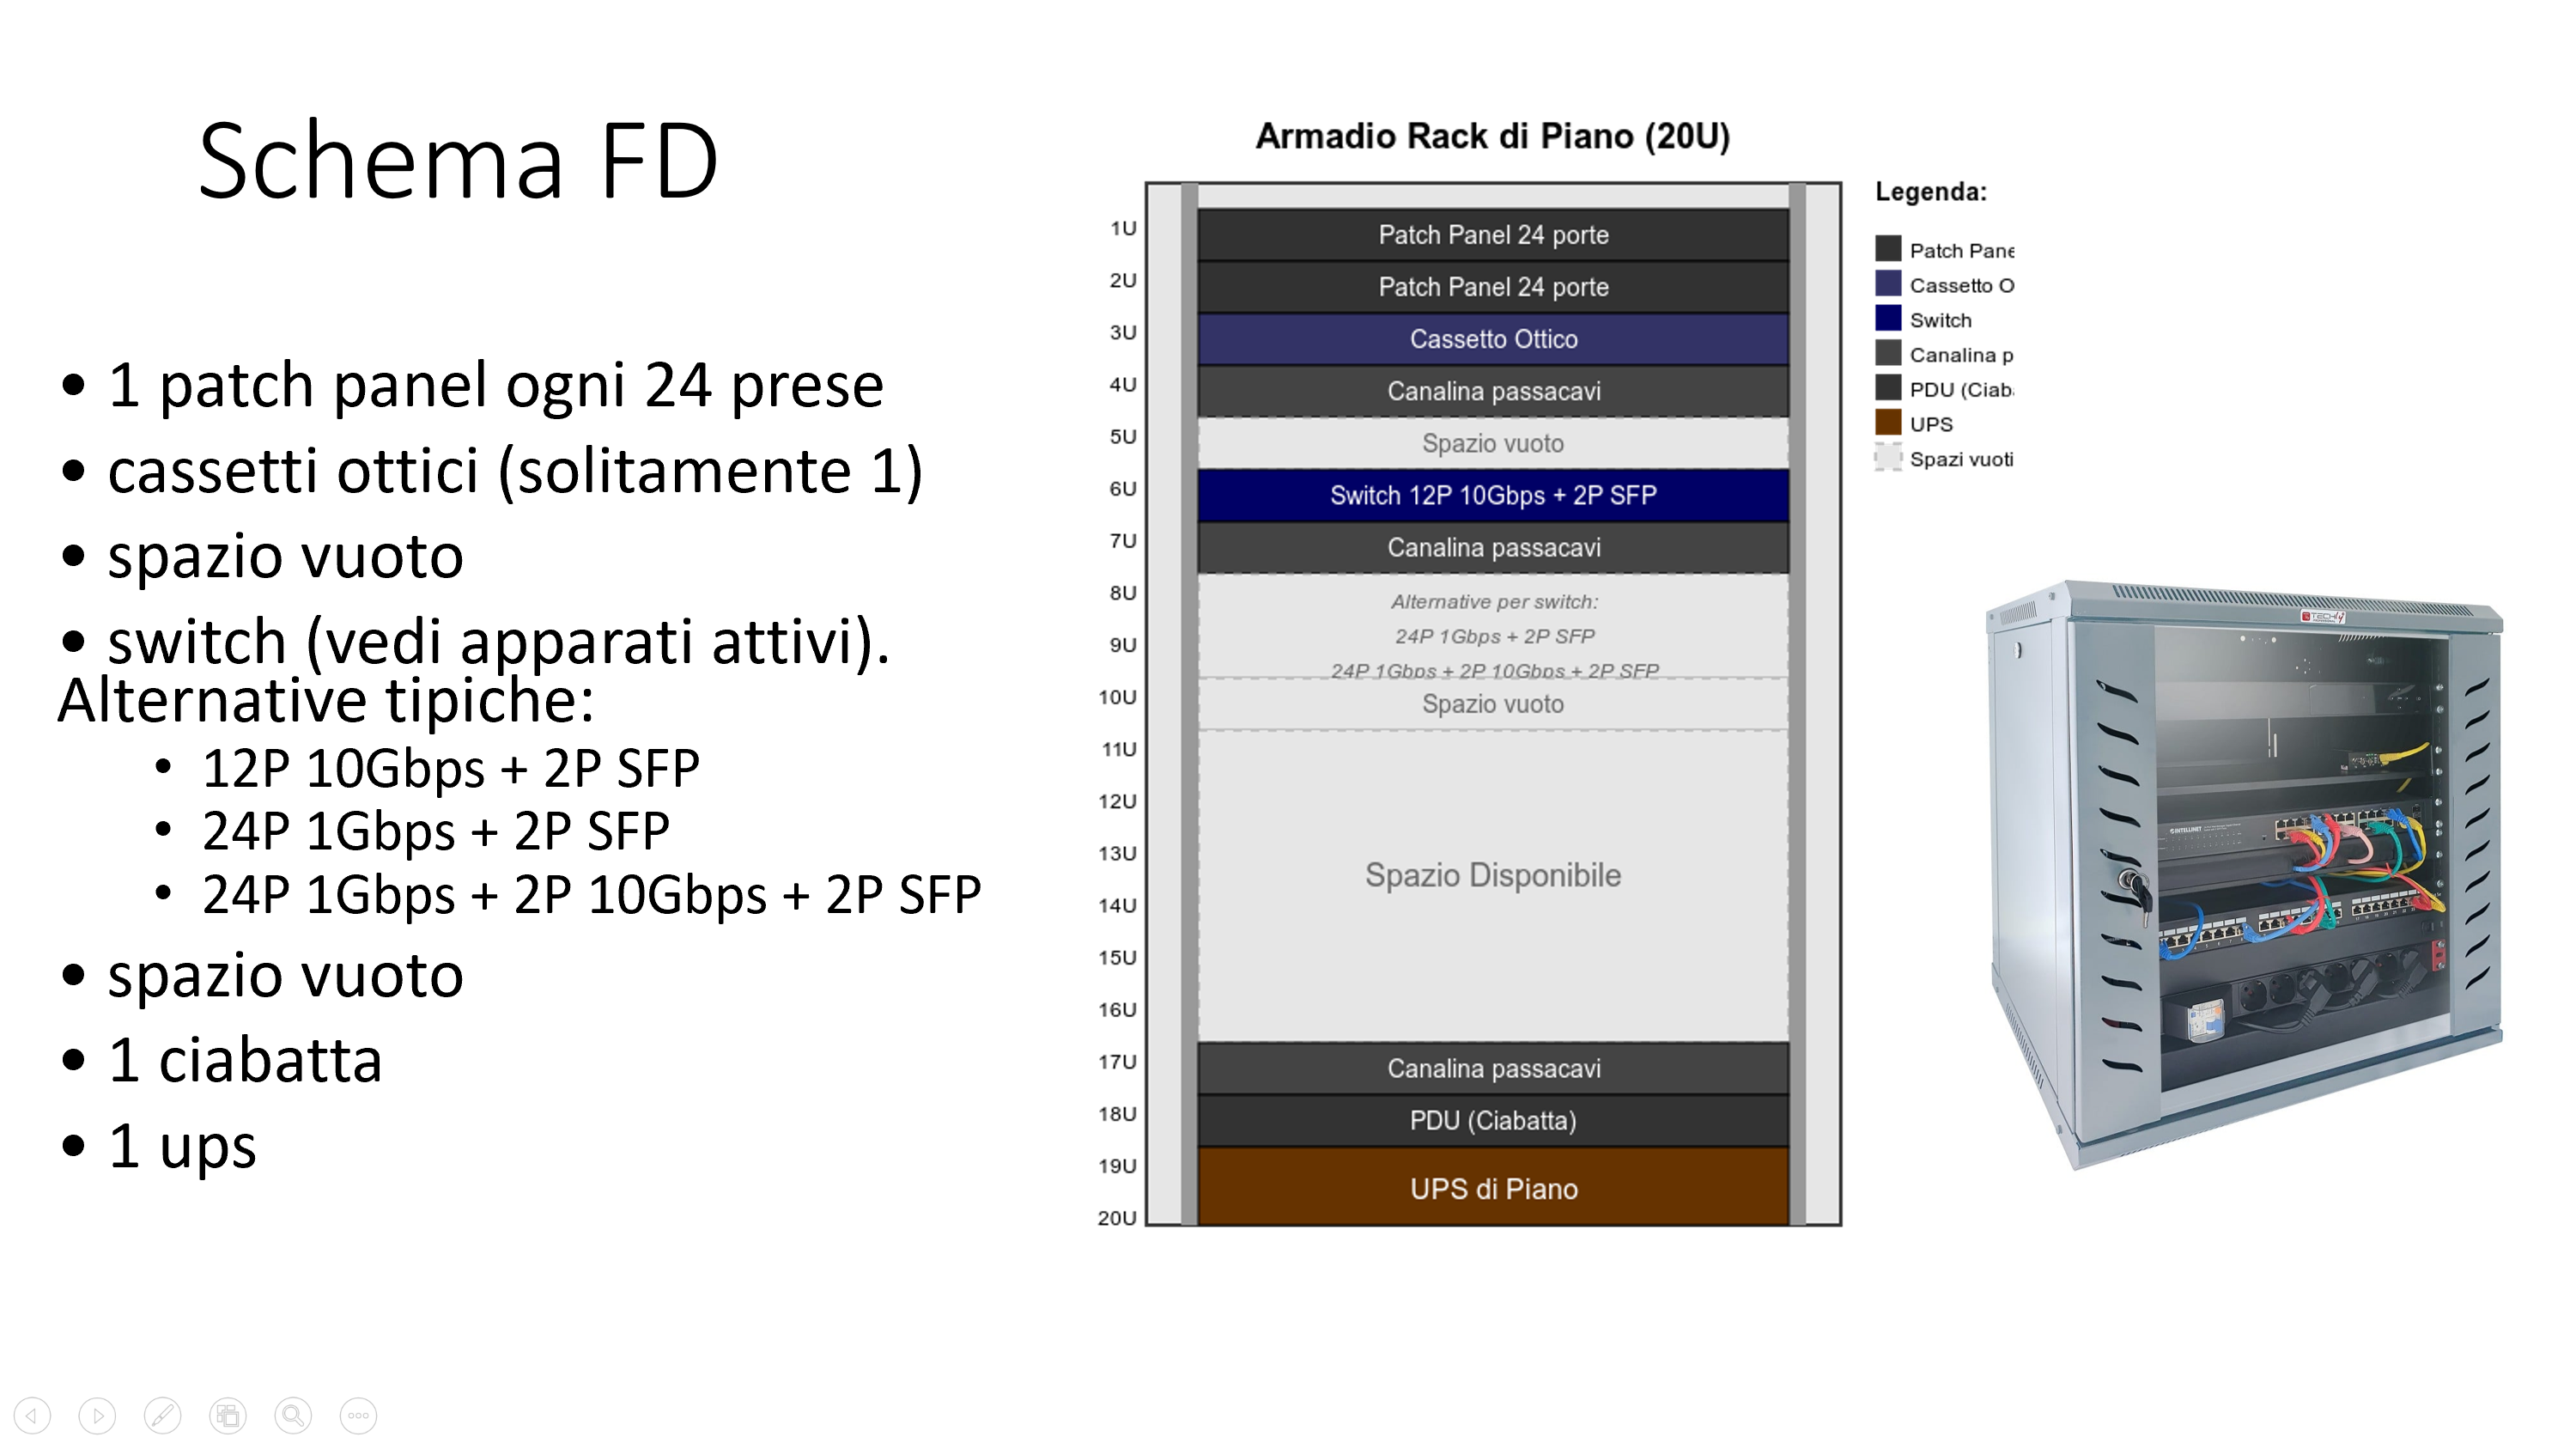 Schema FD
• 1 patch panel ogni 24 prese
• cassetti ottici (solitamente 1)
• spazio vuoto
• switch (vedi apparati attivi).
Alternative tipiche:
• 12P 10Gbps + 2P SFP
• 24P 1Gbps + 2P SFP
• 24P 1Gbps + 2P 10Gbps + 2P SFP
• spazio vuoto
• 1 ciabatta
• 1 ups
Armadio Rack di Piano (20U)
1U Patch Panel 24 porte
2U Patch Panel 24 porte
3U Cassetto Ottico
4U Canalina passacavi
5U Spazio vuoto
6U Switch 12P 10Gbps + 2P SFP
7U Canalina passacavi
8U Alternative per switch:
24P 1Gbps + 2P SFP
9U
24P 1Gbps + 2P 10Gbps + 2P SFP
10U Spazio vuoto
11U
12U
13U
Spazio Disponibile
14U
15U
16U
17U Canalina passacavi
18U PDU (Ciabatta)
19U
UPS di Piano
20U
Legenda:
Patch Pane
Cassetto O
Switch
Canalina p
PDU (Ciab
UPS
Spazi vuoti
TECHly
INTELLINET